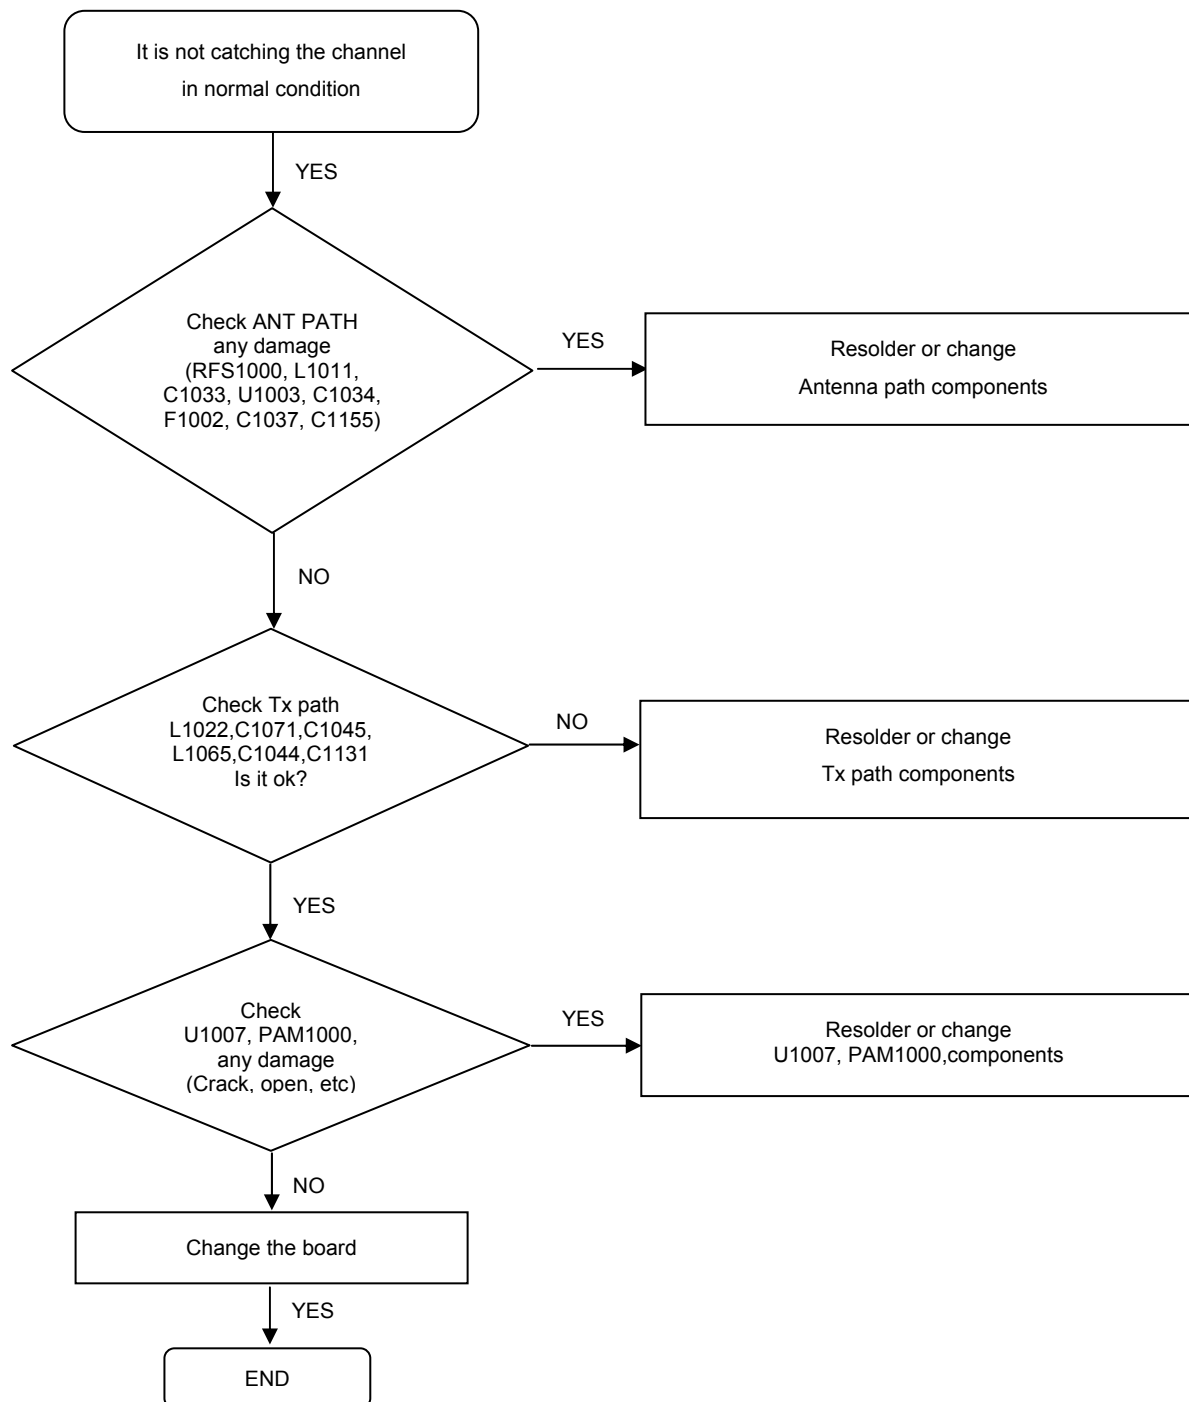 It is not catching the channel
in normal condition
YES
Check ANT PATH
any damage
(RFS1000, L1011,
C1033, U1003, C1034,
F1002, C1037, C1155)
YES
Resolder or change
Antenna path components
NO
Check Tx path
L1022,C1071,C1045,
L1065,C1044,C1131
Is it ok?
NO
Resolder or change
Tx path components
YES
Check
U1007, PAM1000,
any damage
(Crack, open, etc)
YES
Resolder or change
U1007, PAM1000,components
NO
Change the board
YES
END